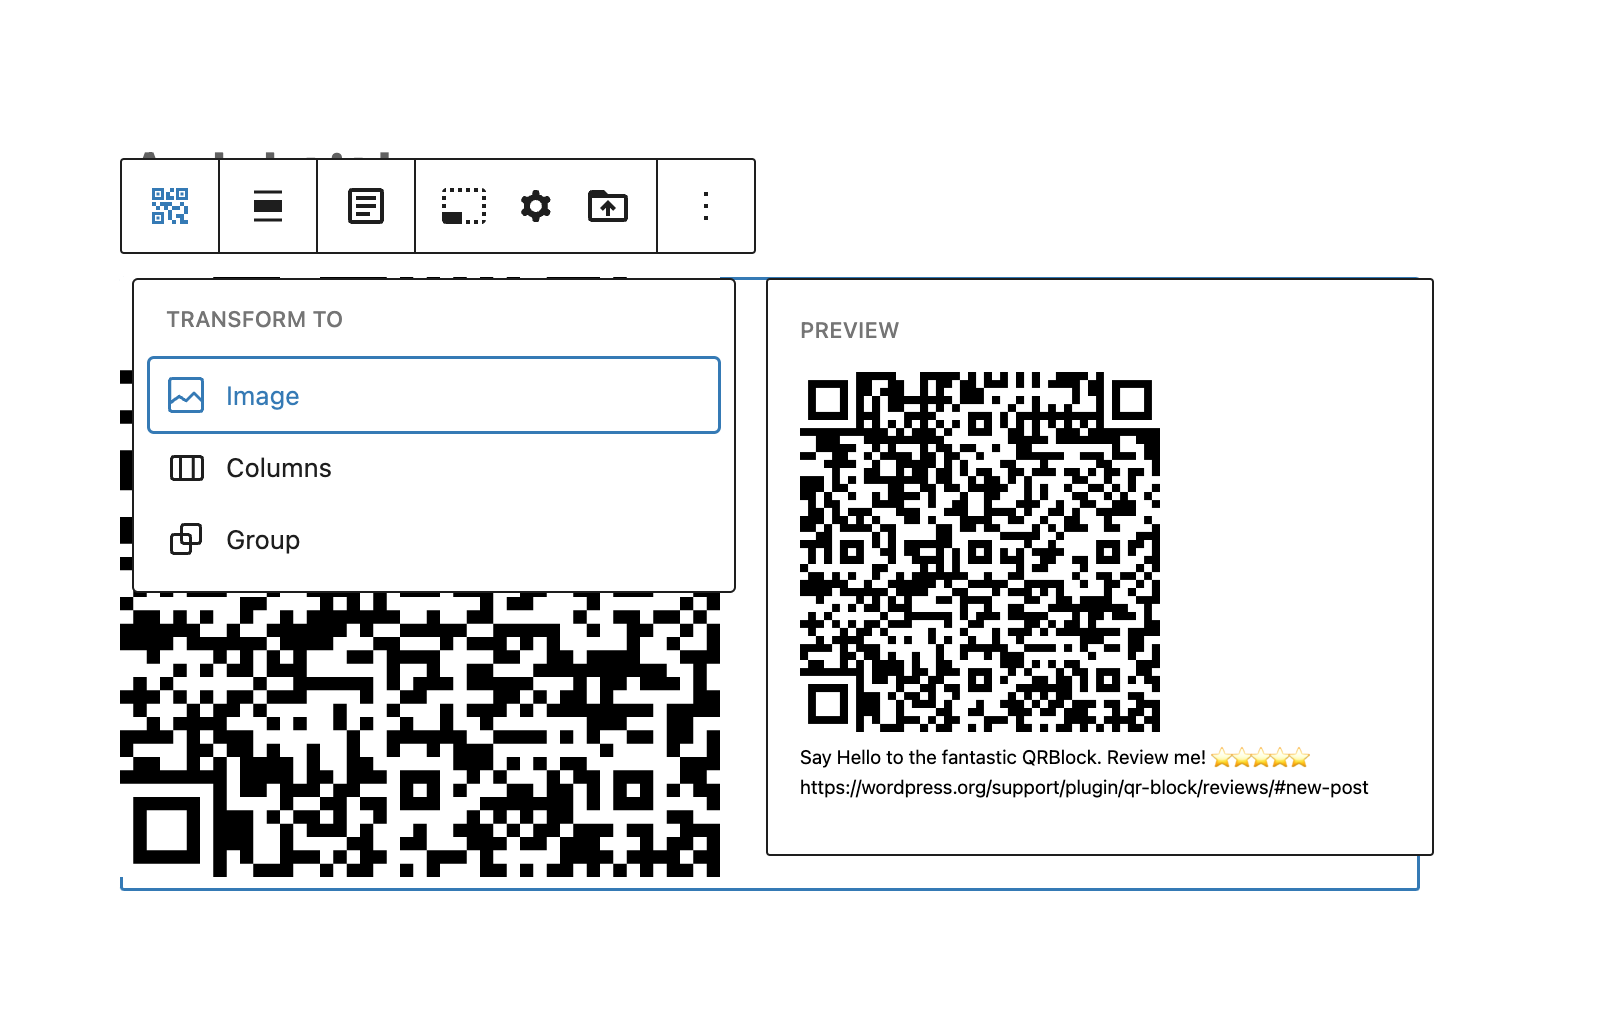 TRANSFORM TO
Image
Columns
Group
PREVIEW
Say Hello to the fantastic QRBlock. Review me! ⭐⭐⭐⭐⭐
https://wordpress.org/support/plugin/qr-block/reviews/#new-post